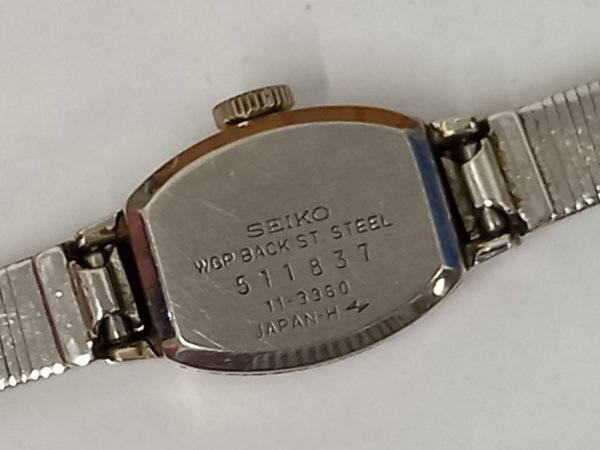 SEIKO
WGP BACK ST. STEEL
511837
11-3360
JAPAN-H